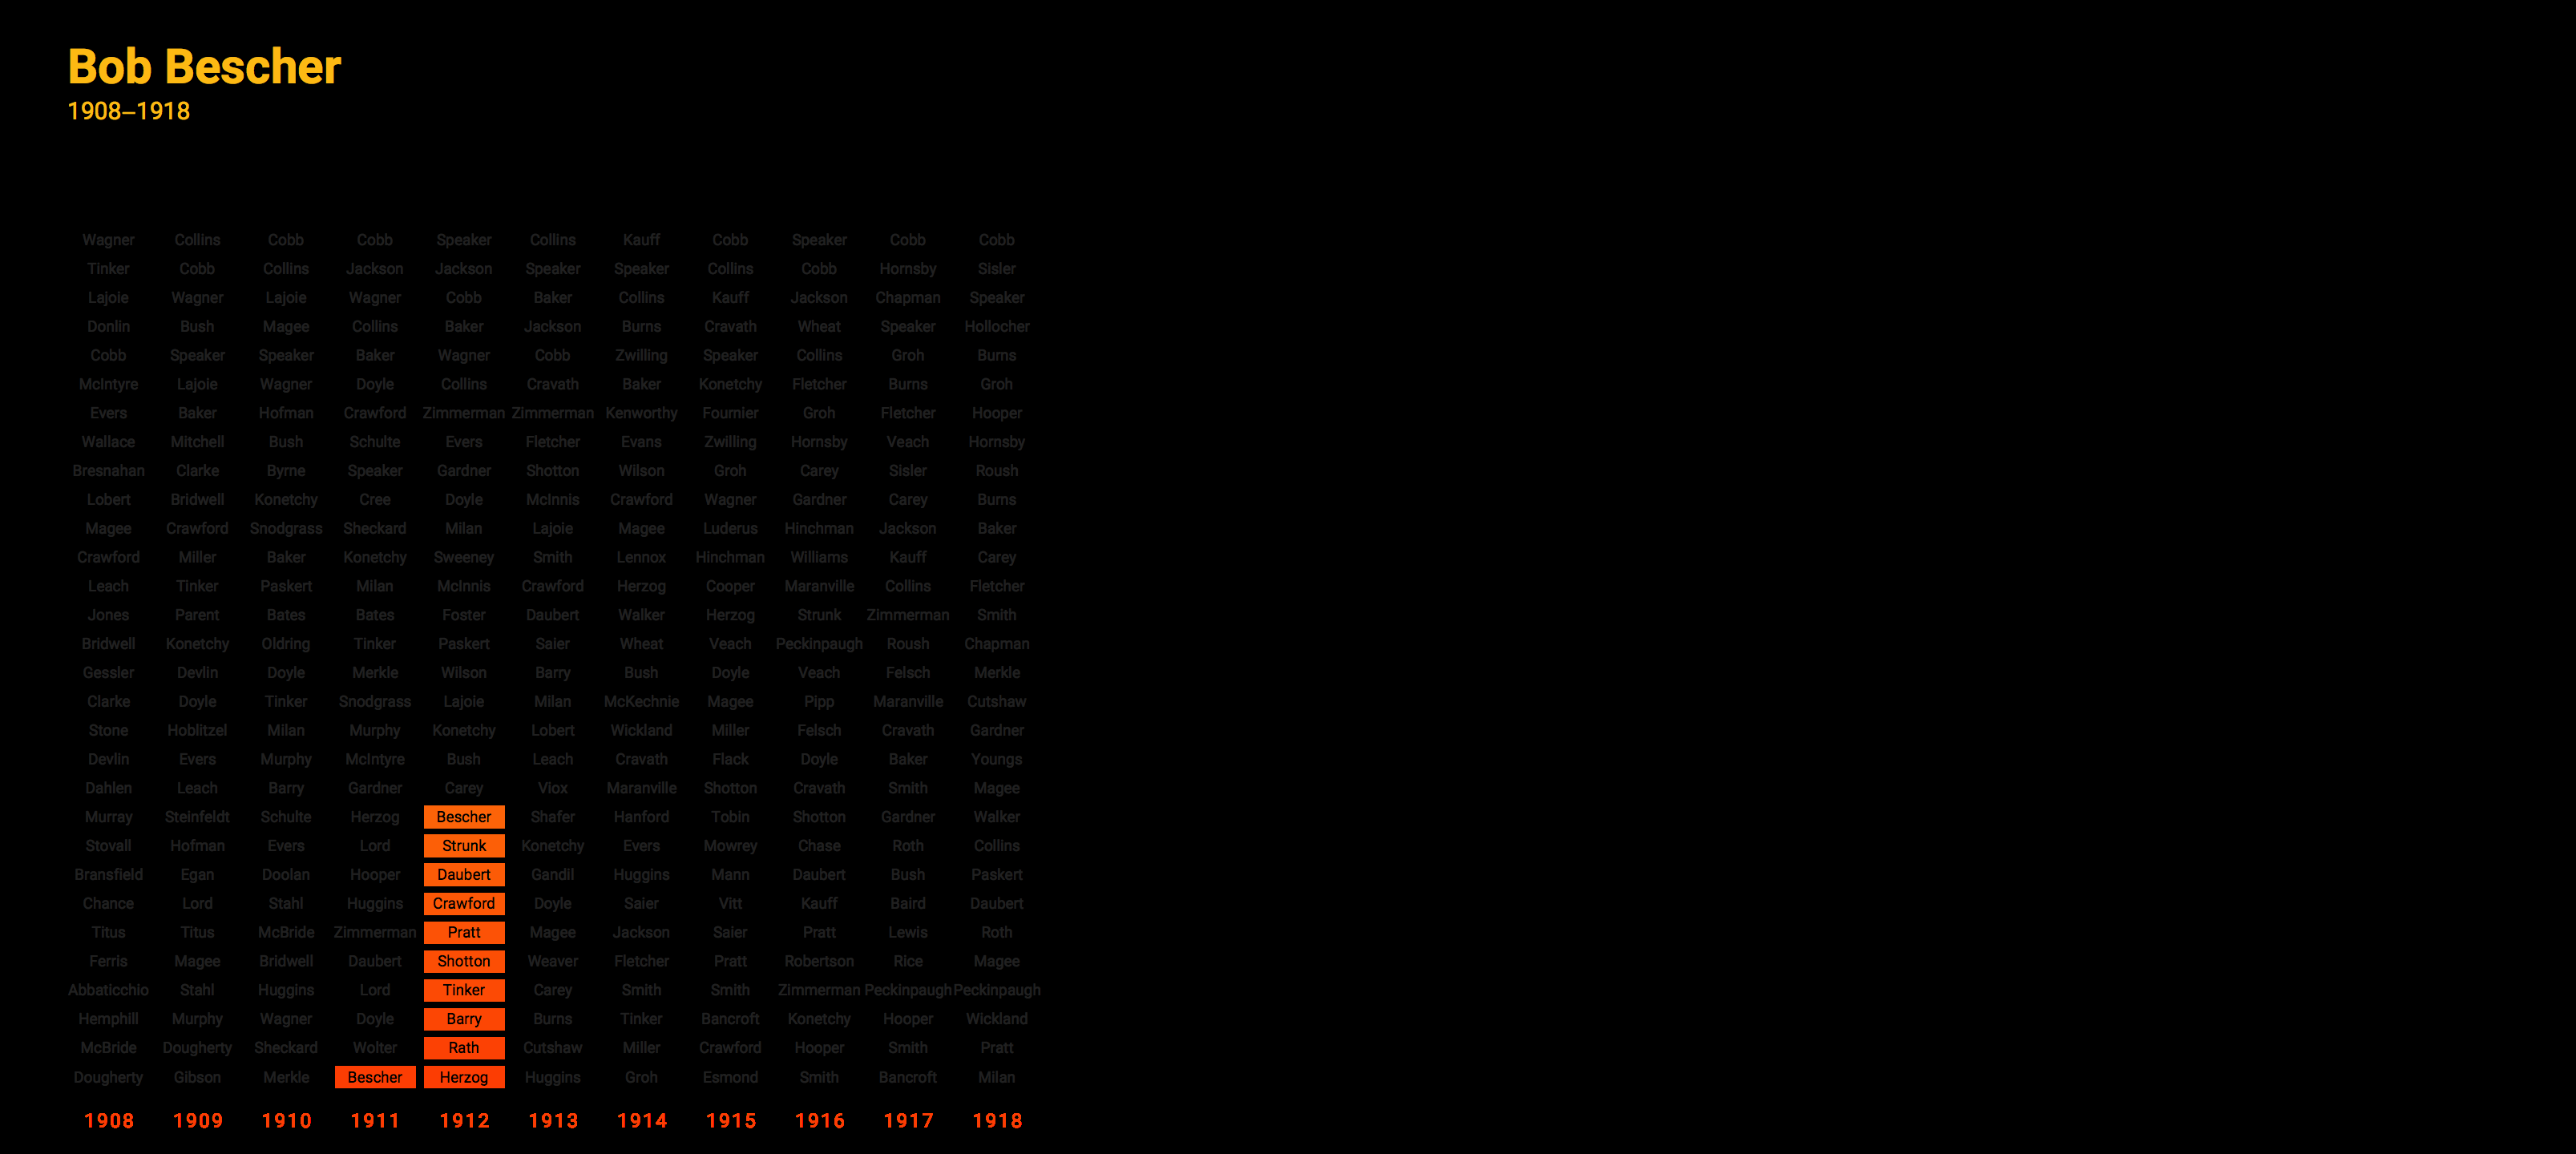 Bob Bescher
1908–1918
Wagner Collins Cobb Cobb Speaker Collins Kauff Cobb Speaker Cobb Cobb
Tinker Cobb Collins Jackson Jackson Speaker Speaker Collins Cobb Hornsby Sisler
Lajoie Wagner Lajoie Wagner Cobb Baker Collins Kauff Jackson Chapman Speaker
Donlin Bush Magee Collins Baker Jackson Burns Cravath Wheat Speaker Hollocher
Cobb Speaker Speaker Baker Wagner Cobb Zwilling Speaker Collins Groh Burns
McIntyre Lajoie Wagner Doyle Collins Cravath Baker Konetchy Fletcher Burns Groh
Evers Baker Hofman Crawford Zimmerman Zimmerman Kenworthy Fournier Groh Fletcher Hooper
Wallace Mitchell Bush Schulte Evers Fletcher Evans Zwilling Hornsby Veach Hornsby
Bresnahan Clarke Byrne Speaker Gardner Shotton Wilson Groh Carey Sisler Roush
Lobert Bridwell Konetchy Cree Doyle McInnis Crawford Wagner Gardner Carey Burns
Magee Crawford Snodgrass Sheckard Milan Lajoie Magee Luderus Hinchman Jackson Baker
Crawford Miller Baker Konetchy Sweeney Smith Lennox Hinchman Williams Kauff Carey
Leach Tinker Paskert Milan McInnis Crawford Herzog Cooper Maranville Collins Fletcher
Jones Parent Bates Bates Foster Daubert Walker Herzog Strunk Zimmerman Smith
Bridwell Konetchy Oldring Tinker Paskert Saier Wheat Veach Peckinpaugh Roush Chapman
Gessler Devlin Doyle Merkle Wilson Barry Bush Doyle Veach Felsch Merkle
Clarke Doyle Tinker Snodgrass Lajoie Milan McKechnie Magee Pipp Maranville Cutshaw
Stone Hoblitzel Milan Murphy Konetchy Lobert Wickland Miller Felsch Cravath Gardner
Devlin Evers Murphy McIntyre Bush Leach Cravath Flack Doyle Baker Youngs
Dahlen Leach Barry Gardner Carey Viox Maranville Shotton Cravath Smith Magee
Murray Steinfeldt Schulte Herzog Bescher Shafer Hanford Tobin Shotton Gardner Walker
Stovall Hofman Evers Lord Strunk Konetchy Evers Mowrey Chase Roth Collins
Bransfield Egan Doolan Hooper Daubert Gandil Huggins Mann Daubert Bush Paskert
Chance Lord Stahl Huggins Crawford Doyle Saier Vitt Kauff Baird Daubert
Titus Titus McBride Zimmerman Pratt Magee Jackson Saier Pratt Lewis Roth
Ferris Magee Bridwell Daubert Shotton Weaver Fletcher Pratt Robertson Rice Magee
Abbaticchio Stahl Huggins Lord Tinker Carey Smith Smith Zimmerman Peckinpaugh Peckinpaugh
Hemphill Murphy Wagner Doyle Barry Burns Tinker Bancroft Konetchy Hooper Wickland
McBride Dougherty Sheckard Wolter Rath Cutshaw Miller Crawford Hooper Smith Pratt
Dougherty Gibson Merkle Bescher Herzog Huggins Groh Esmond Smith Bancroft Milan
1908 1909 1910 1911 1912 1913 1914 1915 1916 1917 1918